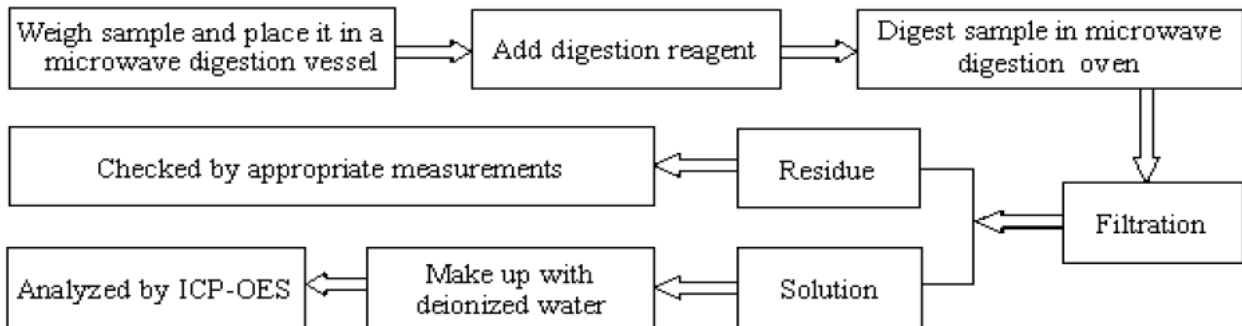 Weigh sample and place it in a
microwave digestion vessel
Add digestion reagent
Digest sample in microwave
digestion oven
Checked by appropriate measurements
Residue
Filtration
Analyzed by ICP-OES
Make up with
deionized water
Solution